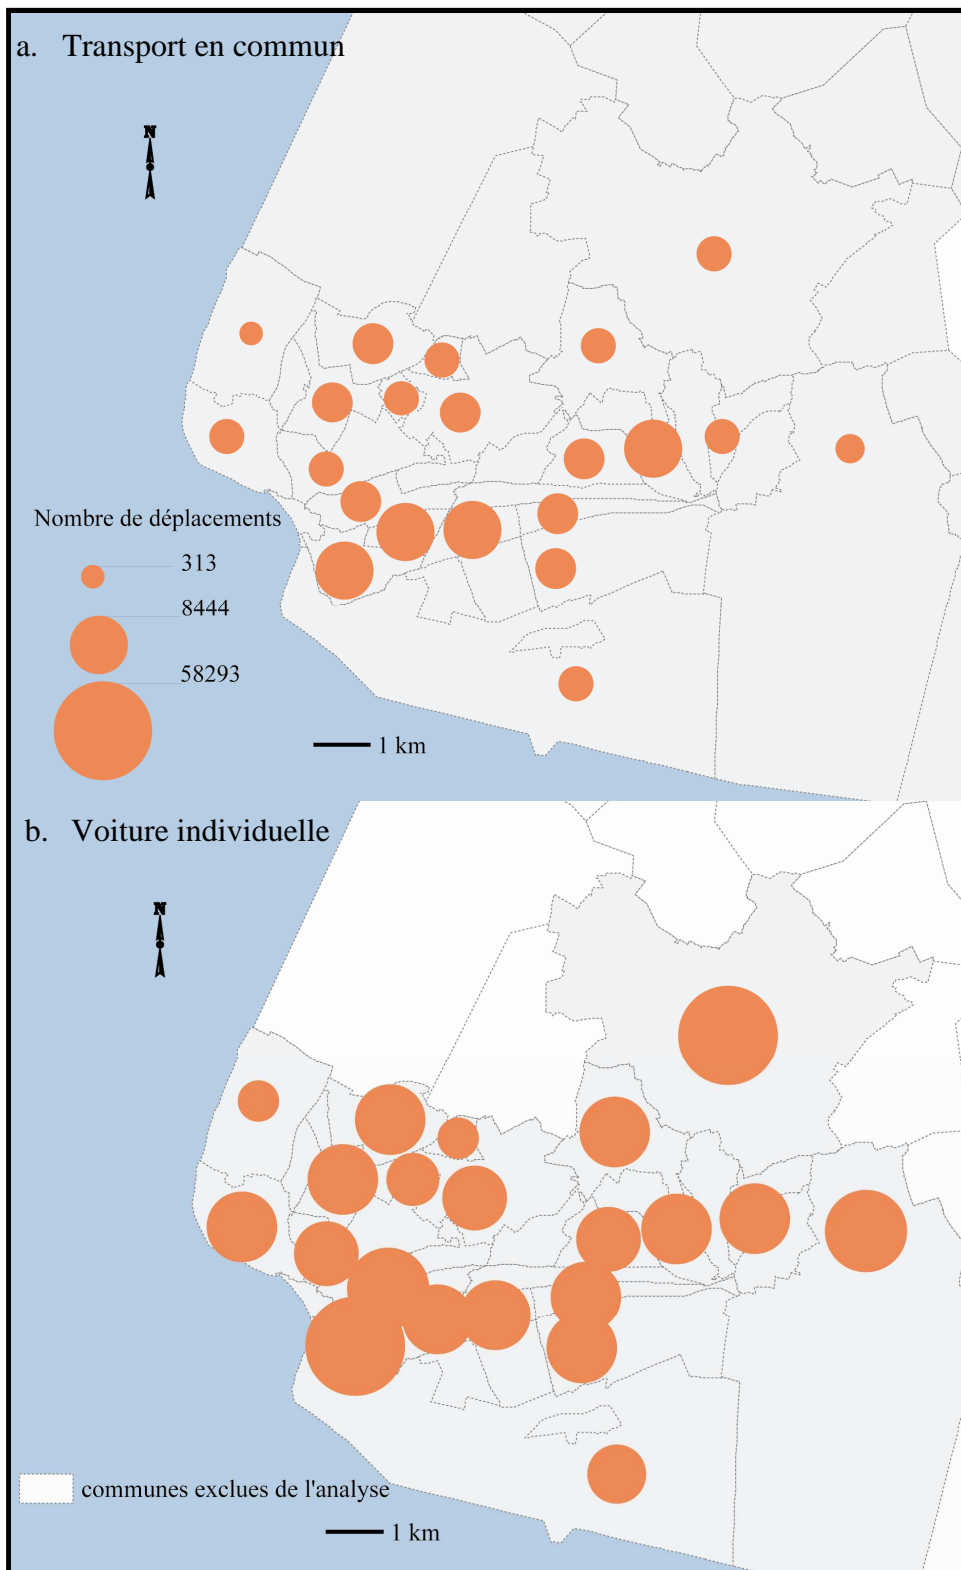 a. Transport en commun
N
Nombre de déplacements
313
8444
58293
1 km
b. Voiture individuelle
N
communes exclues de l'analyse
1 km